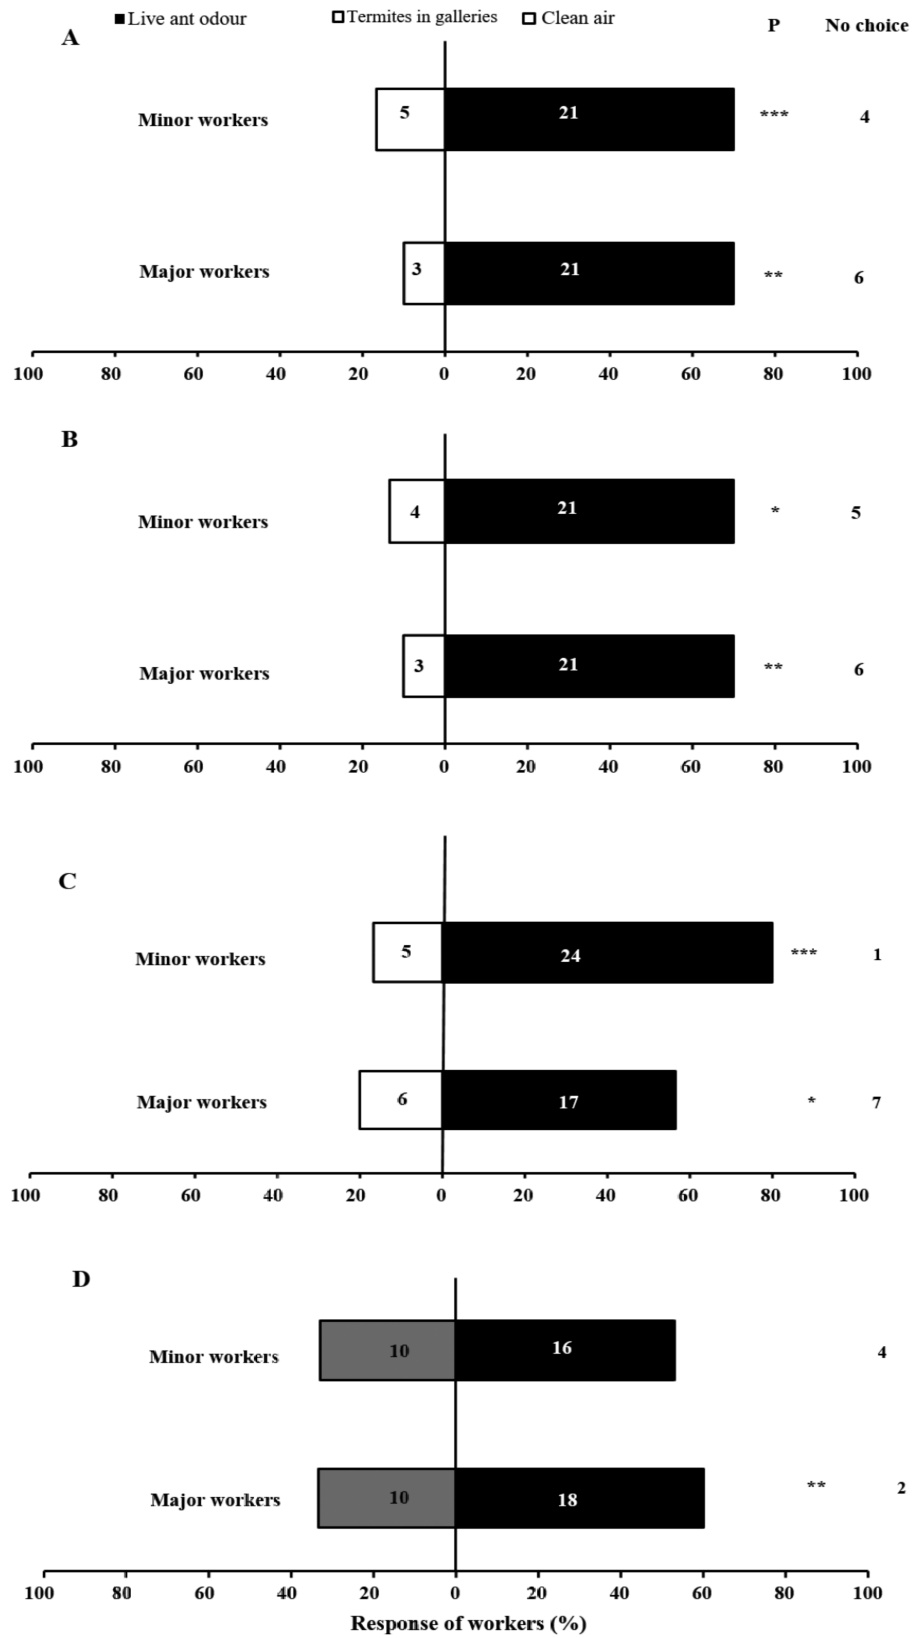 Live ant odour Termites in galleries Clean air
A P No choice
Minor workers 5 21 *** 4
Major workers 3 21 ** 6
100 80 60 40 20 0 20 40 60 80 100
B
Minor workers 4 21 * 5
Major workers 3 21 ** 6
100 80 60 40 20 0 20 40 60 80 100
C
Minor workers 5 24 *** 1
Major workers 6 17 * 7
100 80 60 40 20 0 20 40 60 80 100
D
Minor workers 10 16 4
Major workers 10 18 ** 2
100 80 60 40 20 0 20 40 60 80 100
Response of workers (%)